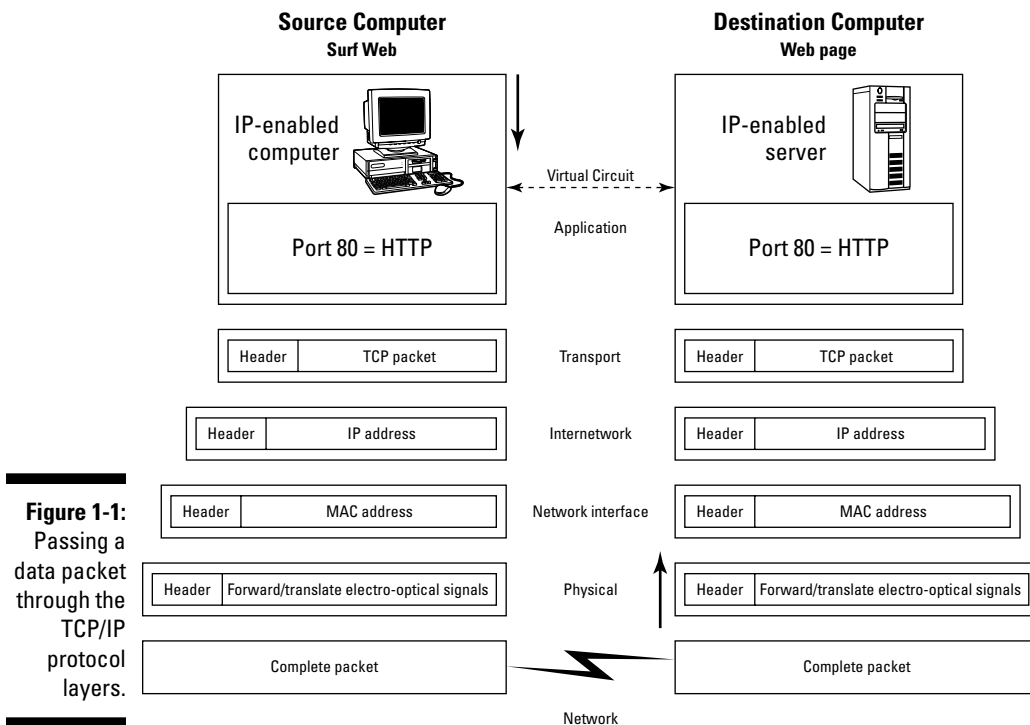 Source Computer
Surf Web
Destination Computer
Web page
IP-enabled
computer
IP-enabled
server
Virtual Circuit
Application
Port 80 = HTTP
Port 80 = HTTP
Header TCP packet
Transport
Header TCP packet
Header IP address
Internetwork
Header IP address
Header MAC address
Network interface
Header MAC address
Header Forward/translate electro-optical signals
Physical
Header Forward/translate electro-optical signals
Complete packet
Complete packet
Network
Figure 1-1:
Passing a
data packet
through the
TCP/IP
protocol
layers.